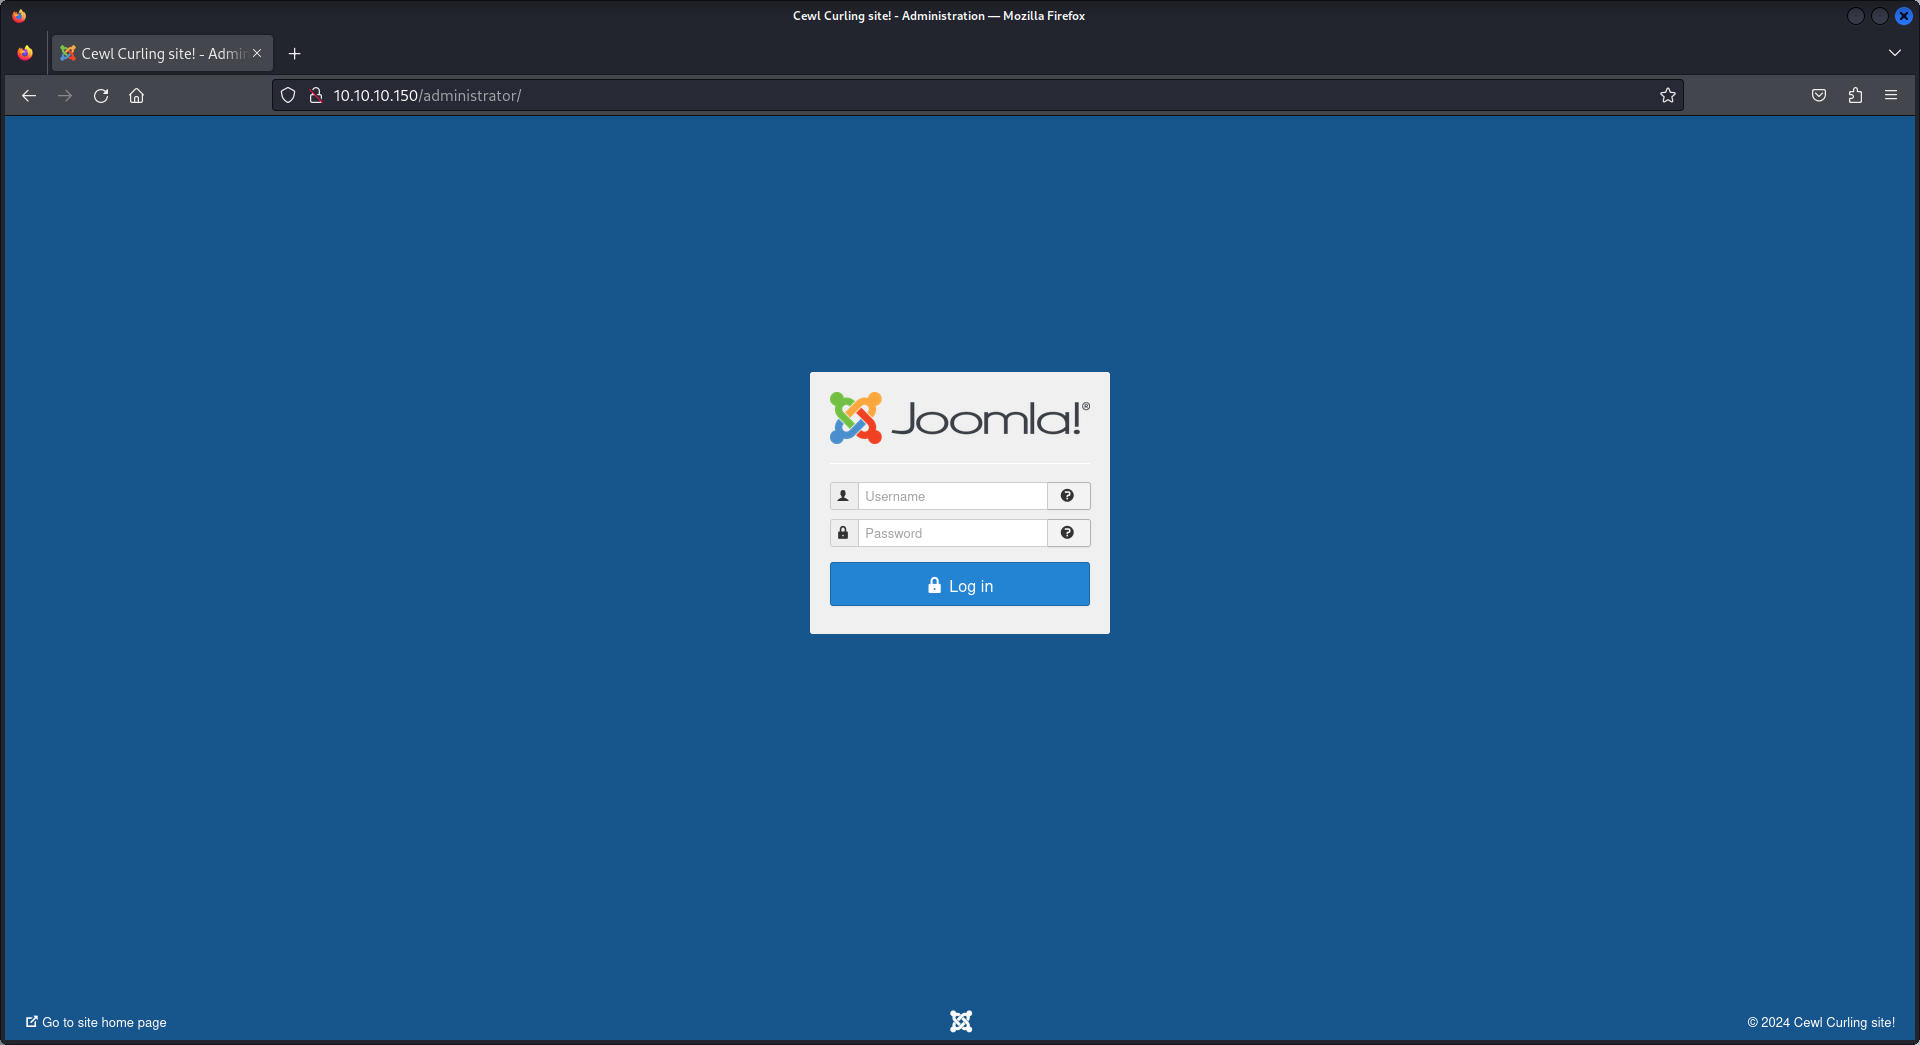 Cewl Curling site! - Administration — Mozilla Firefox
Cewl Curling site! - Admin
10.10.10.150/administrator/
Joomla!®
Username
Password
Log in
Go to site home page
© 2024 Cewl Curling site!